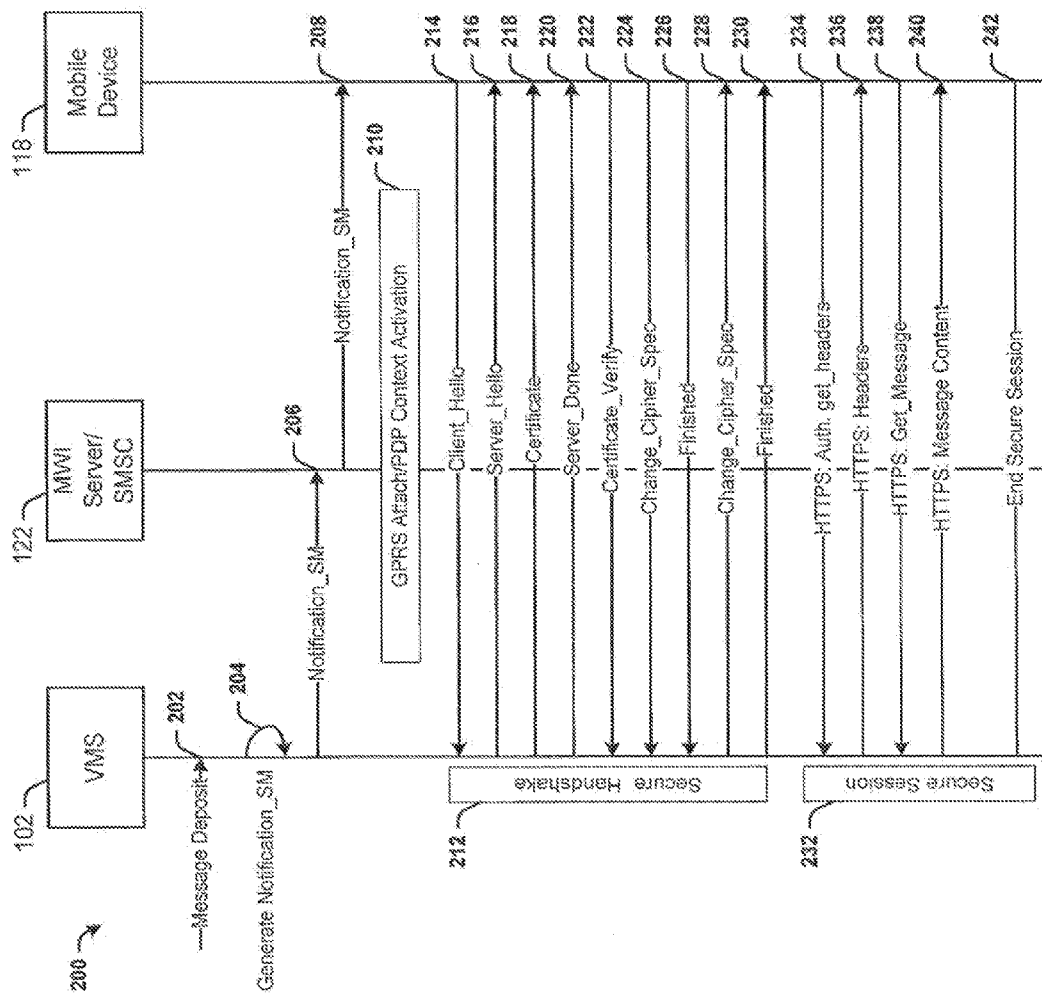 200
102
VMS
122
MWI
Server/
SMSC
118
Mobile
Device
Message Deposit
202
Generate Notification_SM
204
Notification_SM
206
Notification_SM
208
GPRS Attach/PDP Context Activation
210
212
Secure Handshake
Client_Hello
214
Server_Hello
216
Certificate
218
Server_Done
220
Certificate_Verify
222
Change_Cipher_Spec
224
Finished
226
Change_Cipher_Spec
228
Finished
230
232
Secure Session
HTTPS: Auth. get_headers
234
HTTPS: Headers
236
HTTPS: Get_Message
238
HTTPS: Message Content
240
End Secure Session
242